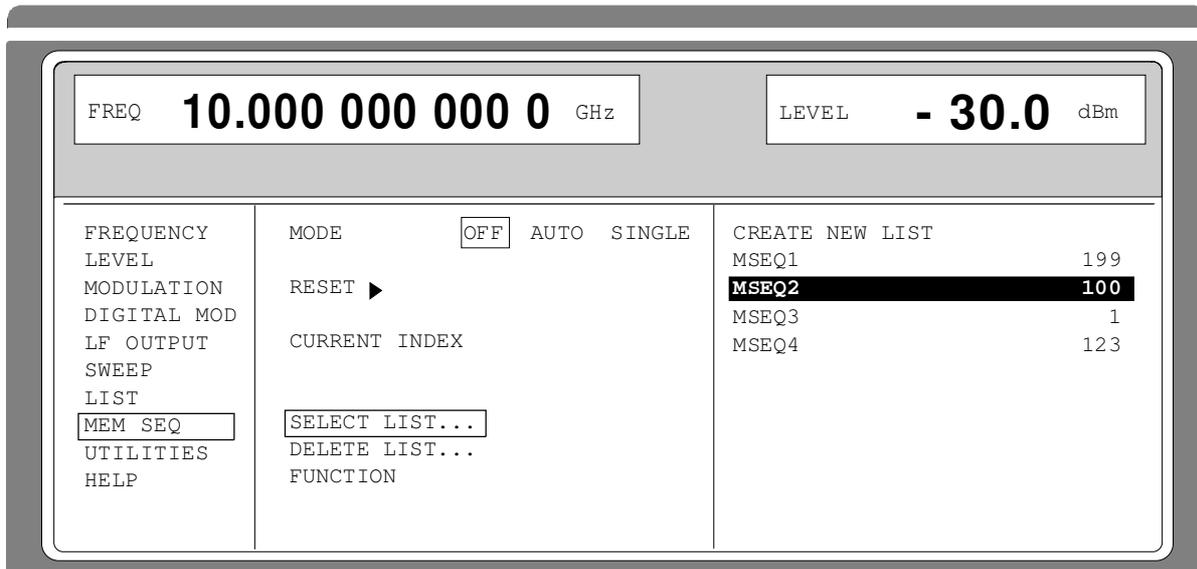 FREQ 10.000 000 000 0 GHz LEVEL - 30.0 dBm
FREQUENCY
LEVEL
MODULATION
DIGITAL MOD
LF OUTPUT
SWEEP
LIST
MEM SEQ
UTILITIES
HELP
MODE OFF AUTO SINGLE
RESET
CURRENT INDEX
SELECT LIST...
DELETE LIST...
FUNCTION
CREATE NEW LIST
MSEQ1 199
MSEQ2 100
MSEQ3 1
MSEQ4 123